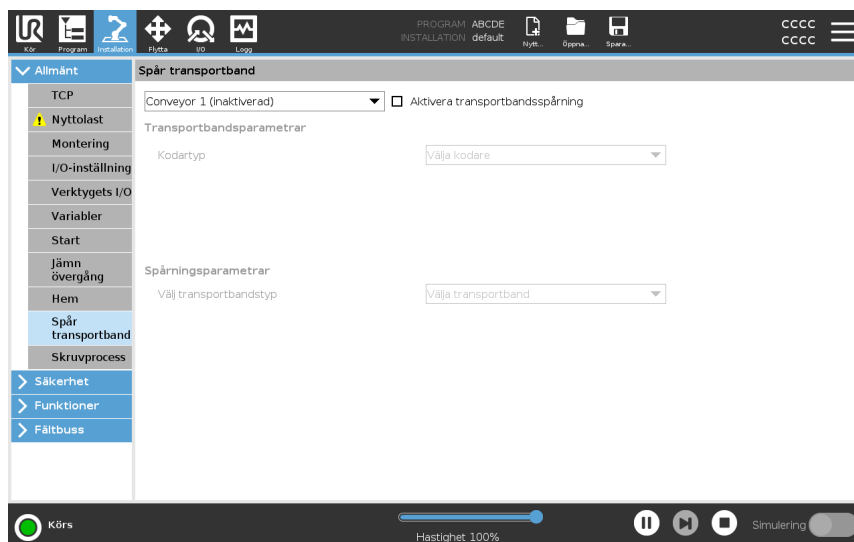 PROGRAM ABCDE
INSTALLATION default
CCCC
CCCC
Kör
Program
Installation
Flytta
I/O
Logg
Nytt...
Öppna...
Spara...
Allmänt
Spår transportband
TCP
Nyttolast
Montering
I/O-inställning
Verktygets I/O
Variabler
Start
Jämn
övergång
Hem
Spår
transportband
Skruvprocess
Säkerhet
Funktioner
Fältbuss
Conveyor 1 (inaktiverad)
Aktivera transportbandsspårning
Transportbandsparametrar
Kodartyp
Välja kodare
Spårningsparametrar
Välj transportbandstyp
Välja transportband
Körs
Hastighet 100%
Simulering